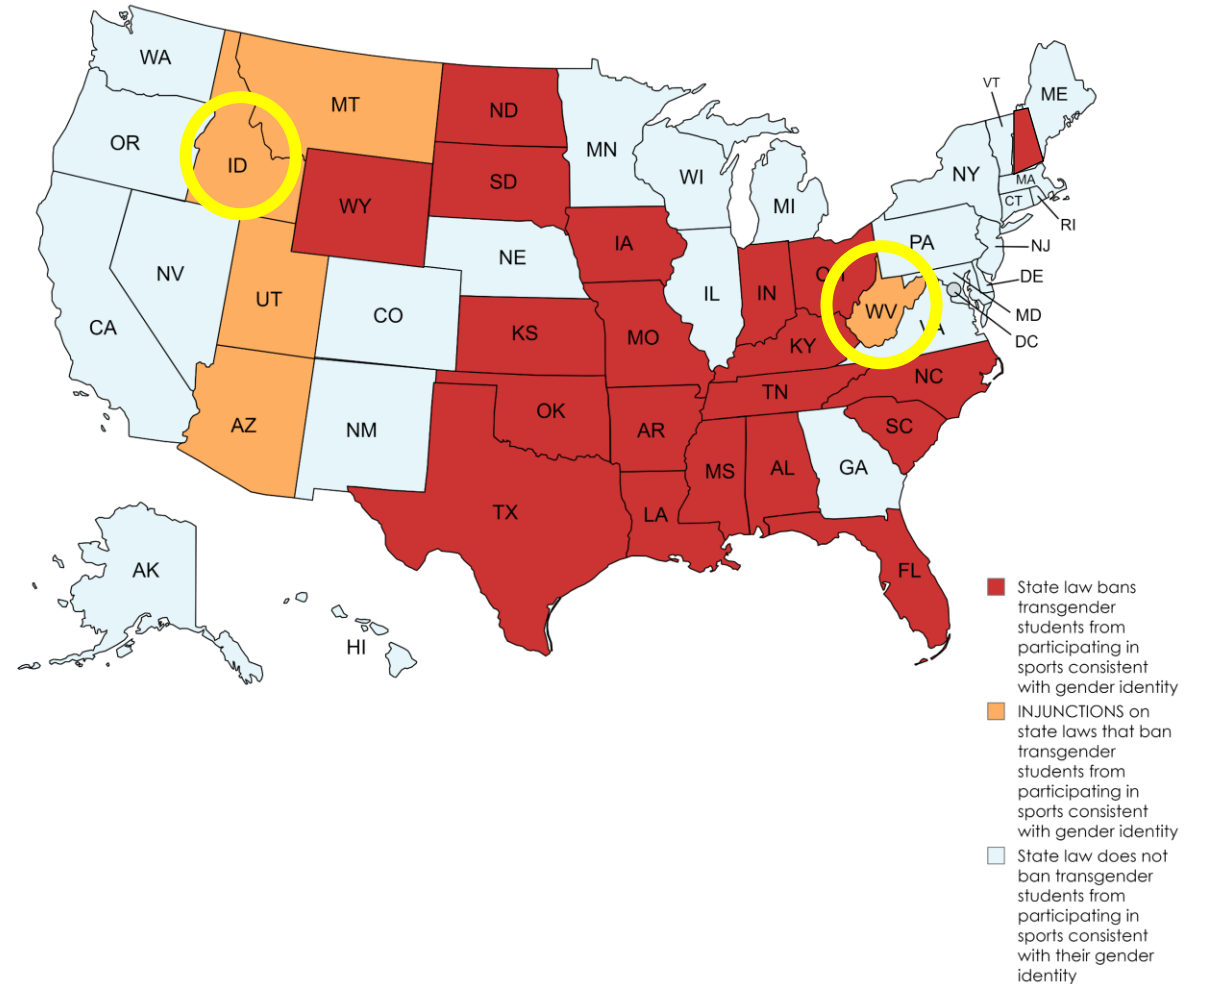 WA
MT
ND
MN
VT
ME
OR
ID
SD
WI
MI
NY
MA
CT
RI
WY
IA
NE
PA
NJ
NV
UT
CO
IL
IN
OH
WV
VA
DE
MD
DC
CA
KS
MO
KY
AZ
NM
OK
AR
TN
NC
SC
MS
AL
GA
TX
LA
FL
AK
HI
State law bans
transgender
students from
participating in
sports consistent
with gender identity
INJUNCTIONS on
state laws that ban
transgender
students from
participating in
sports consistent
with gender identity
State law does not
ban transgender
students from
participating in
sports consistent
with their gender
identity